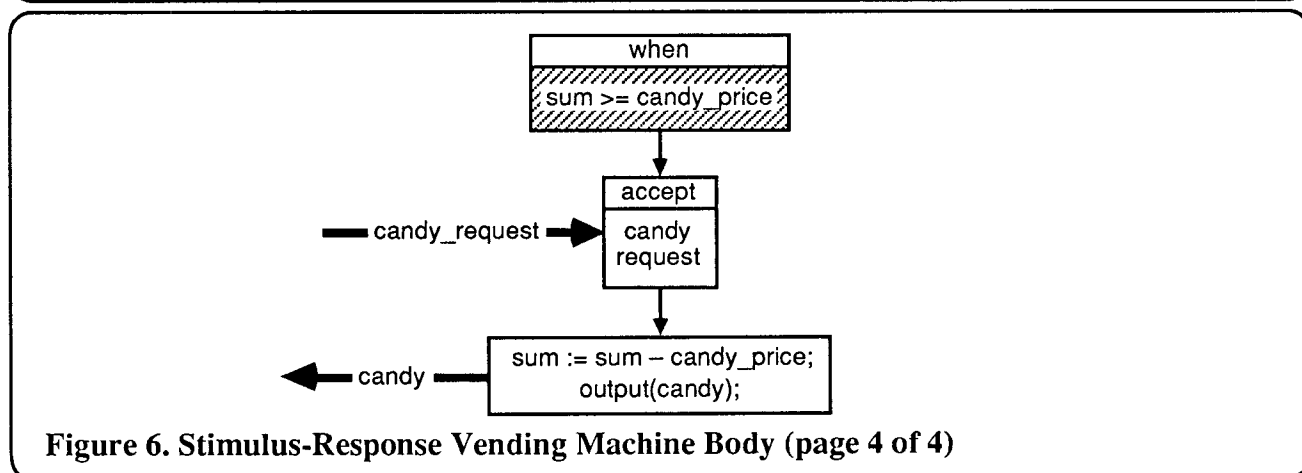 when
sum >= candy_price
accept
candy_request
candy
request
sum := sum – candy_price;
output(candy);
candy
Figure 6. Stimulus-Response Vending Machine Body (page 4 of 4)